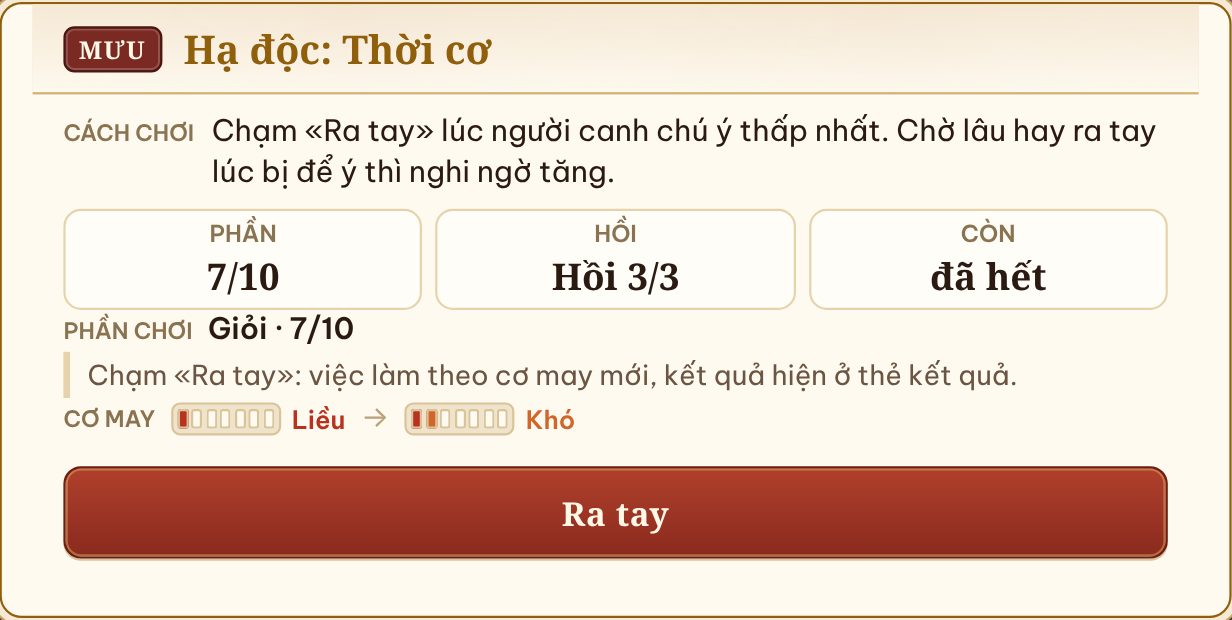 MƯU Hạ độc: Thời cơ
CÁCH CHƠI Chạm «Ra tay» lúc người canh chú ý thấp nhất. Chờ lâu hay ra tay
lúc bị để ý thì nghi ngờ tăng.
PHẦN HỒI CÒN
7/10 Hồi 3/3 đã hết
PHẦN CHƠI Giỏi · 7/10
Chạm «Ra tay»: việc làm theo cơ may mới, kết quả hiện ở thẻ kết quả.
CƠ MAY Liều → Khó
Ra tay